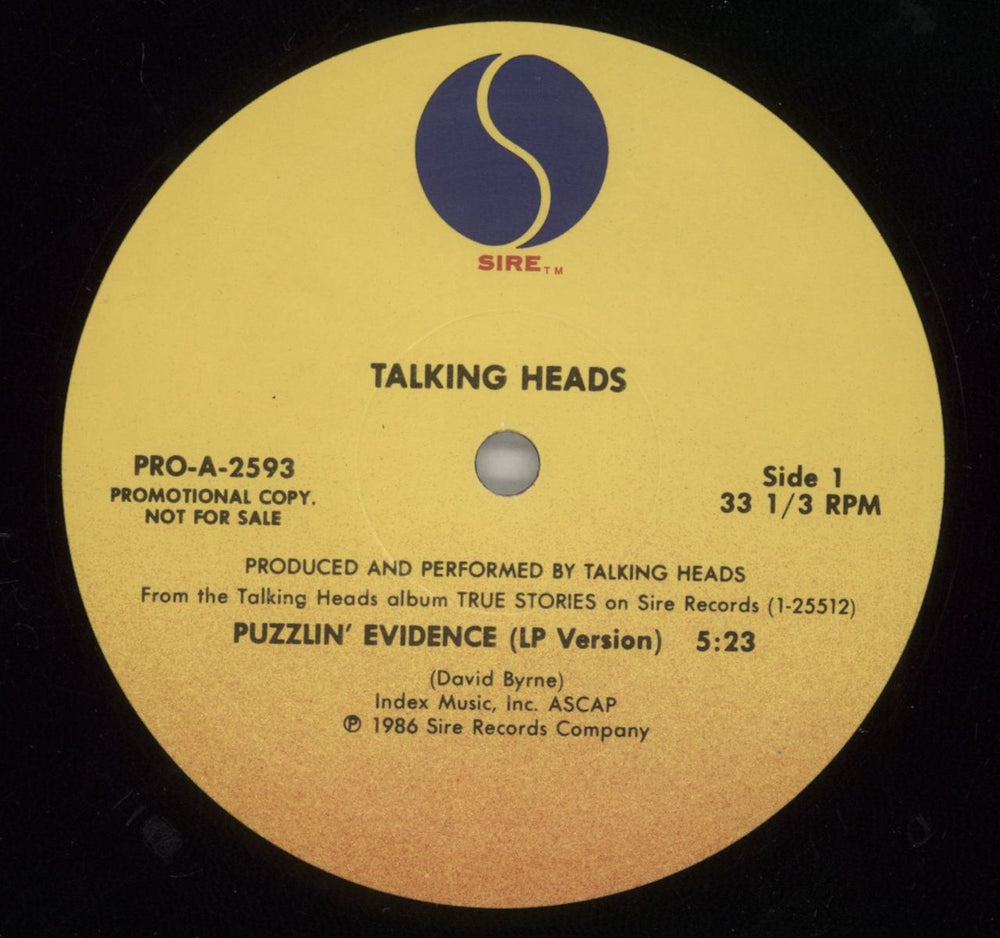 SIRE™
TALKING HEADS
PRO-A-2593
PROMOTIONAL COPY.
NOT FOR SALE
Side 1
33 1/3 RPM
PRODUCED AND PERFORMED BY TALKING HEADS
From the Talking Heads album TRUE STORIES on Sire Records (1-25512)
PUZZLIN' EVIDENCE (LP Version) 5:23
(David Byrne)
Index Music, Inc. ASCAP
℗ 1986 Sire Records Company